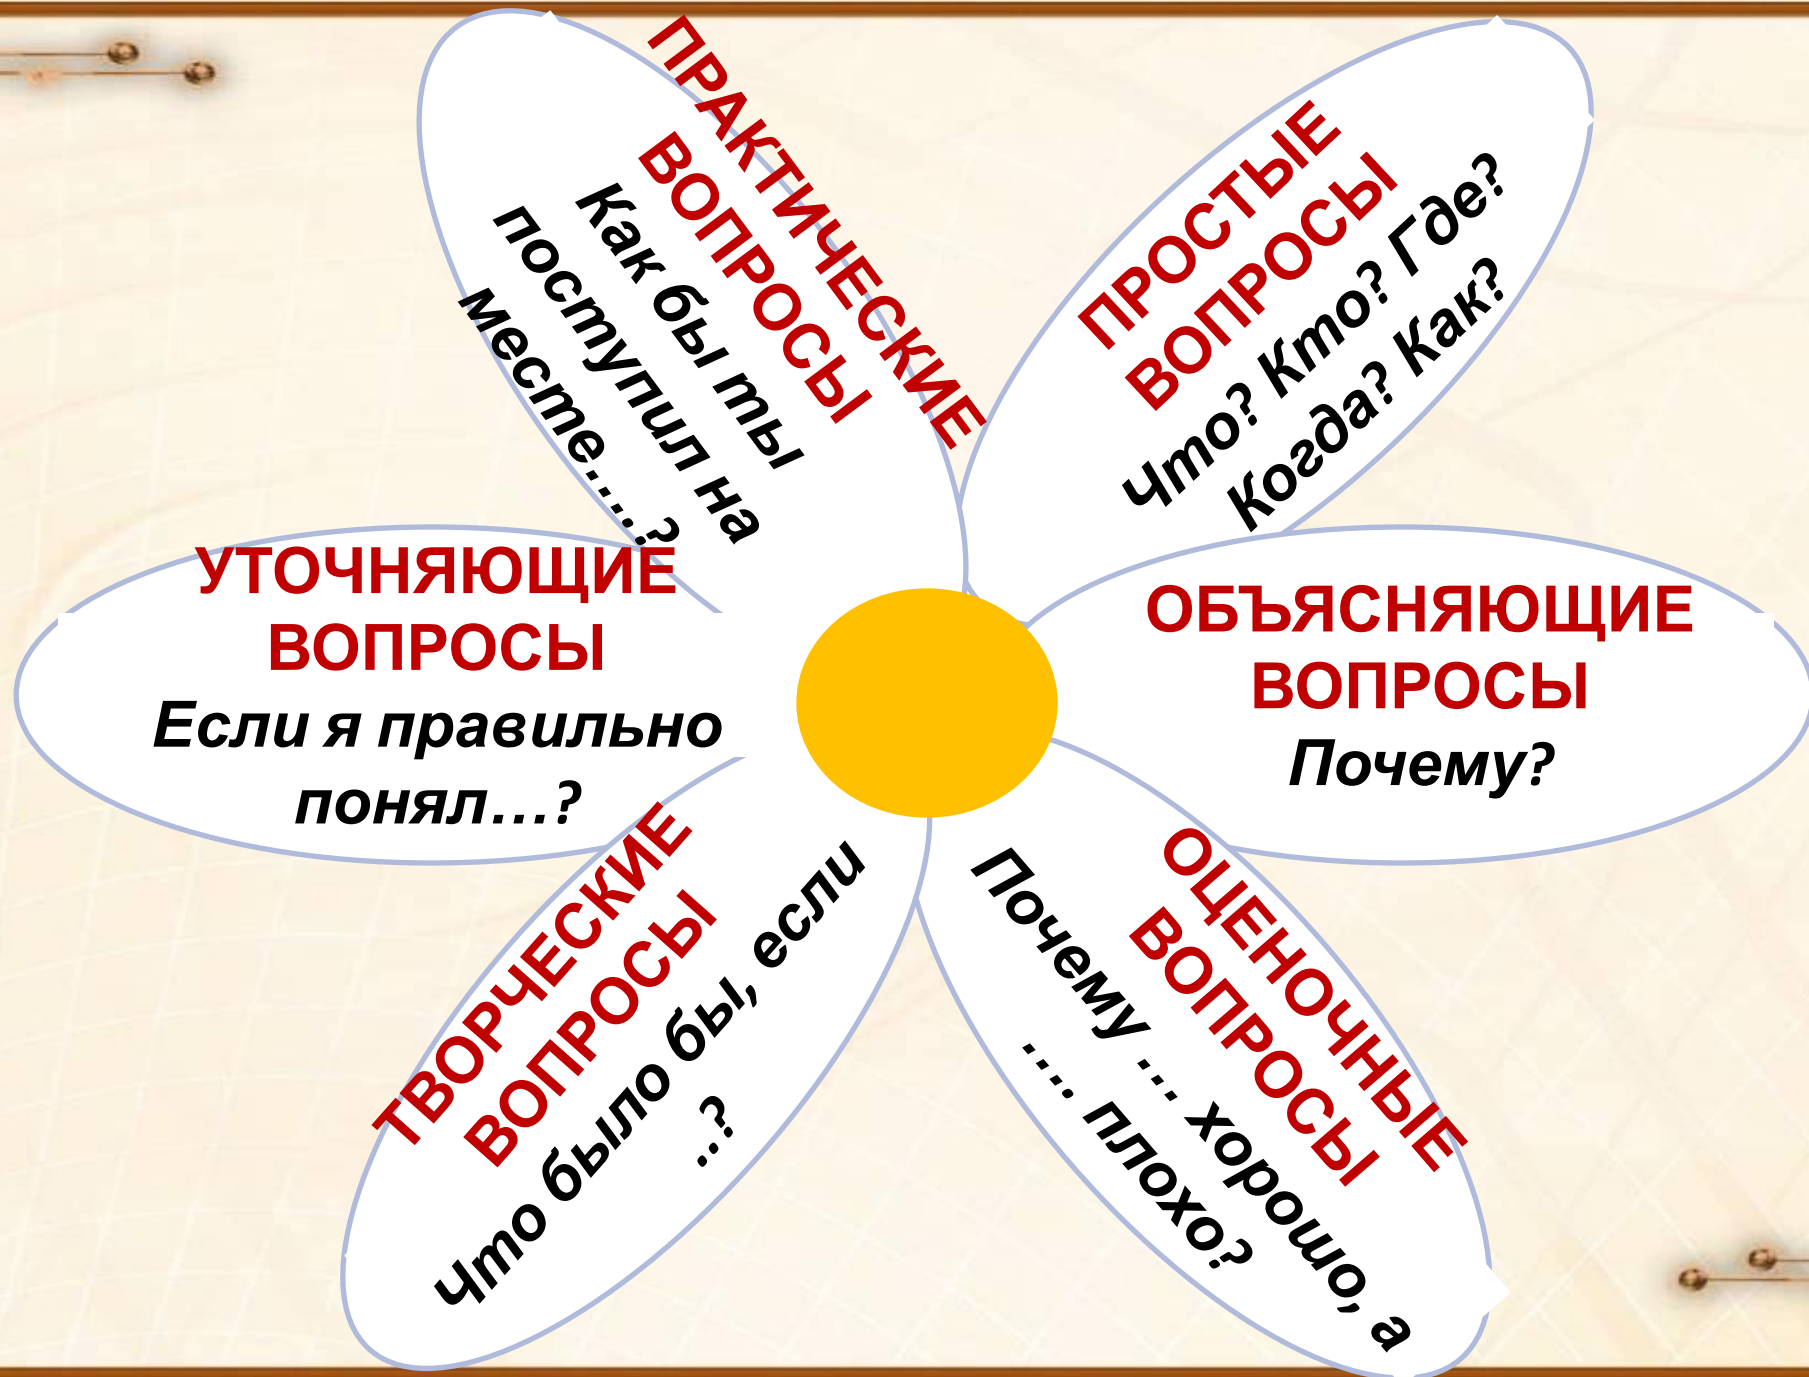 ПРАКТИЧЕСКИЕ
ВОПРОСЫ
Как бы ты
поступил на
месте….?
ПРОСТЫЕ
ВОПРОСЫ
Что? Кто? Где?
Когда? Как?
УТОЧНЯЮЩИЕ
ВОПРОСЫ
Если я правильно
понял…?
ОБЪЯСНЯЮЩИЕ
ВОПРОСЫ
Почему?
ТВОРЧЕСКИЕ
ВОПРОСЫ
Что было бы, если
..?
ОЦЕНОЧНЫЕ
ВОПРОСЫ
Почему … хорошо, а
…. плохо?